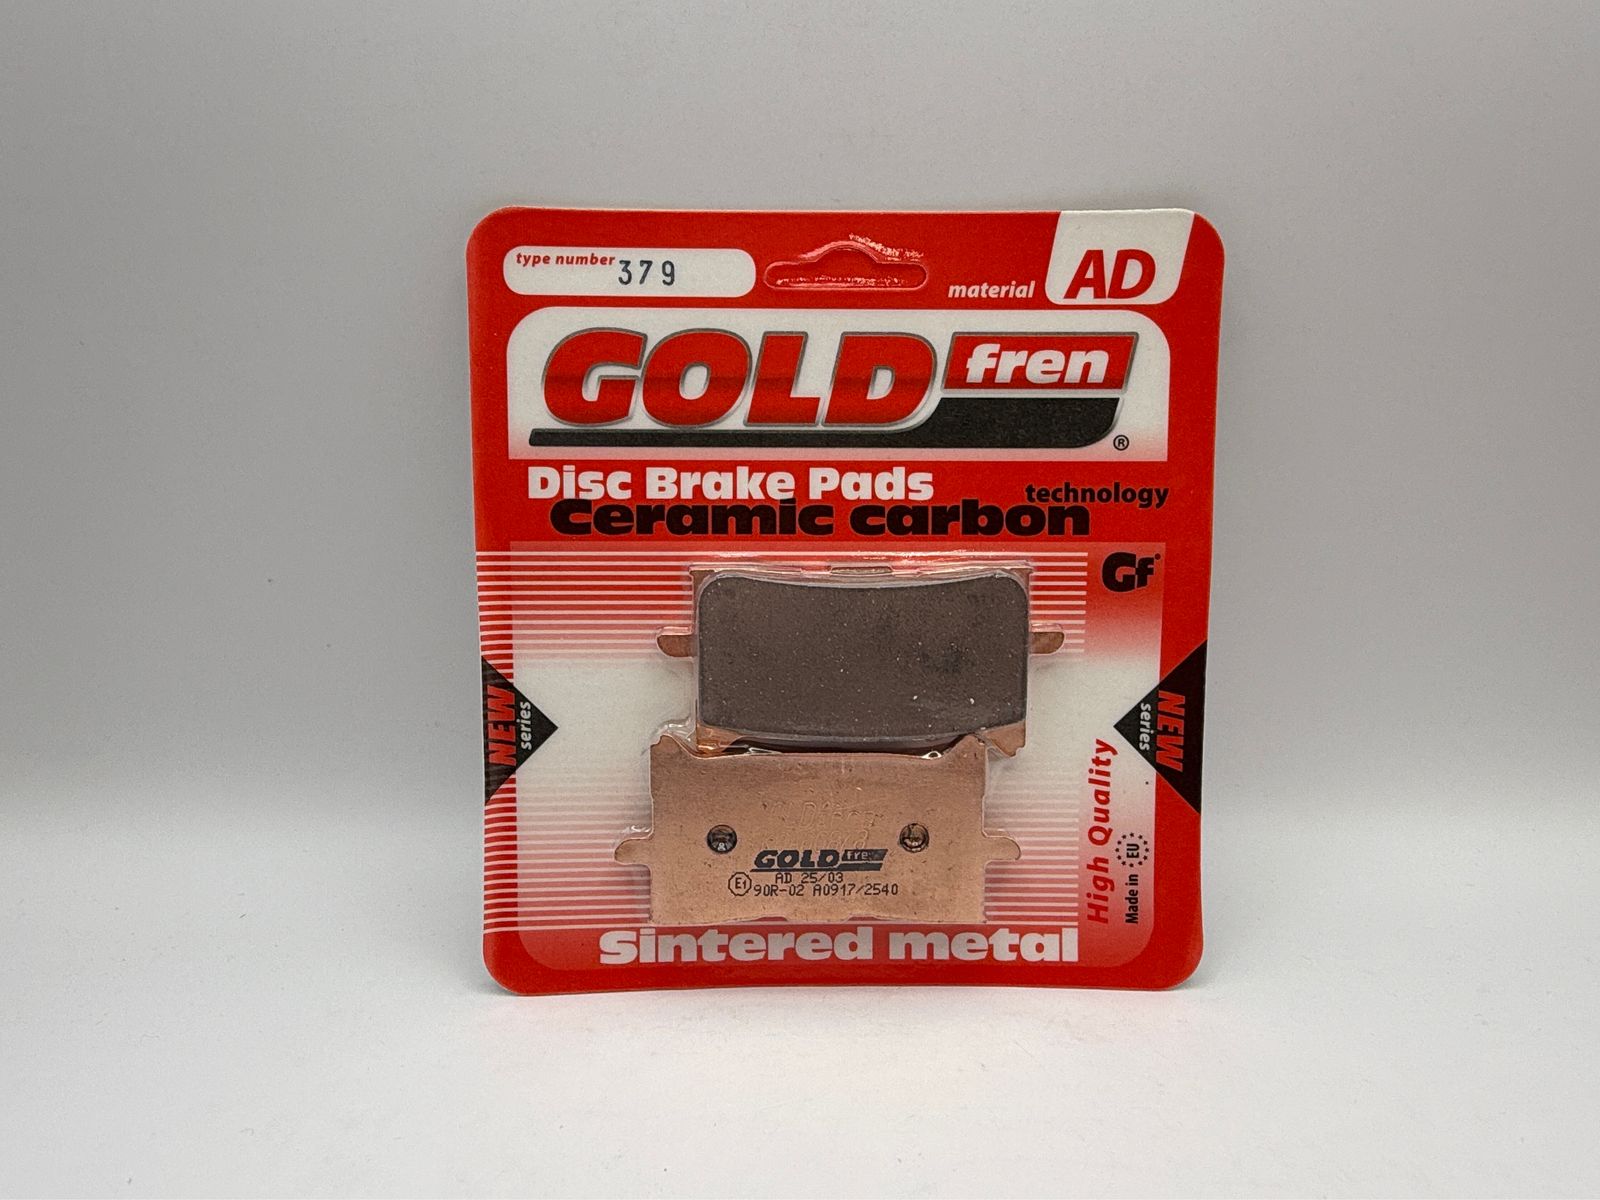 type number 379
material AD
GOLD fren ®
Disc Brake Pads
technology
Ceramic carbon
Gf
NEW series
NEW series
High Quality
Made in EU
GOLD fren
AD 25/03
E1 90R-02 A0917/2540
Sintered metal